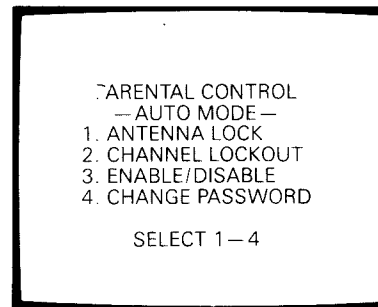 PARENTAL CONTROL
—AUTO MODE—
1. ANTENNA LOCK
2. CHANNEL LOCKOUT
3. ENABLE/DISABLE
4. CHANGE PASSWORD
SELECT 1—4